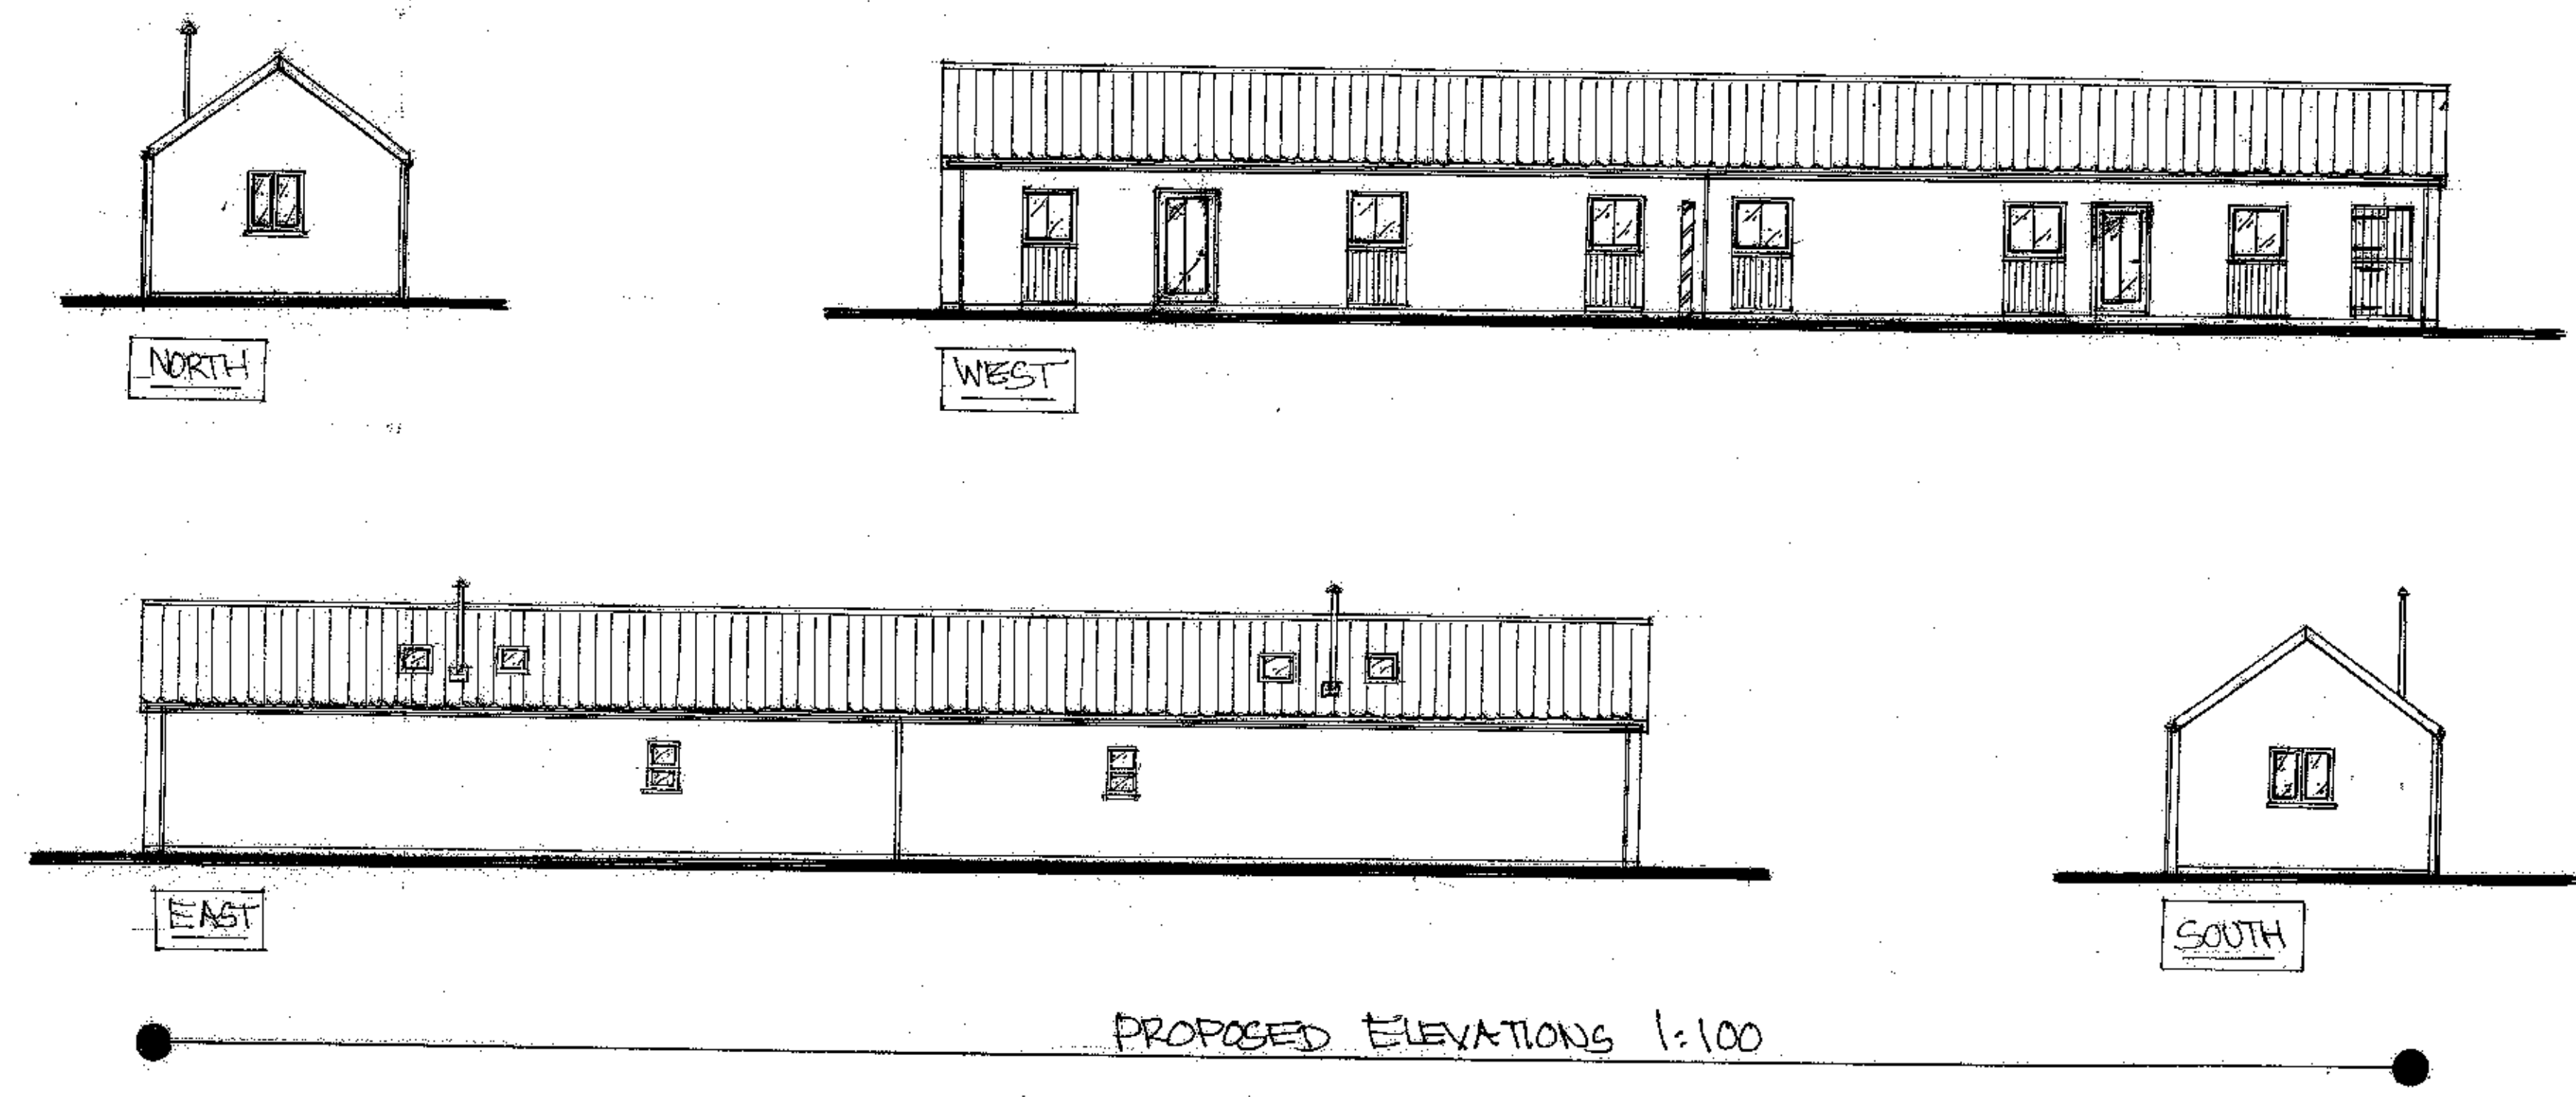 NORTH
WEST
EAST
SOUTH
PROPOSED ELEVATIONS 1:100